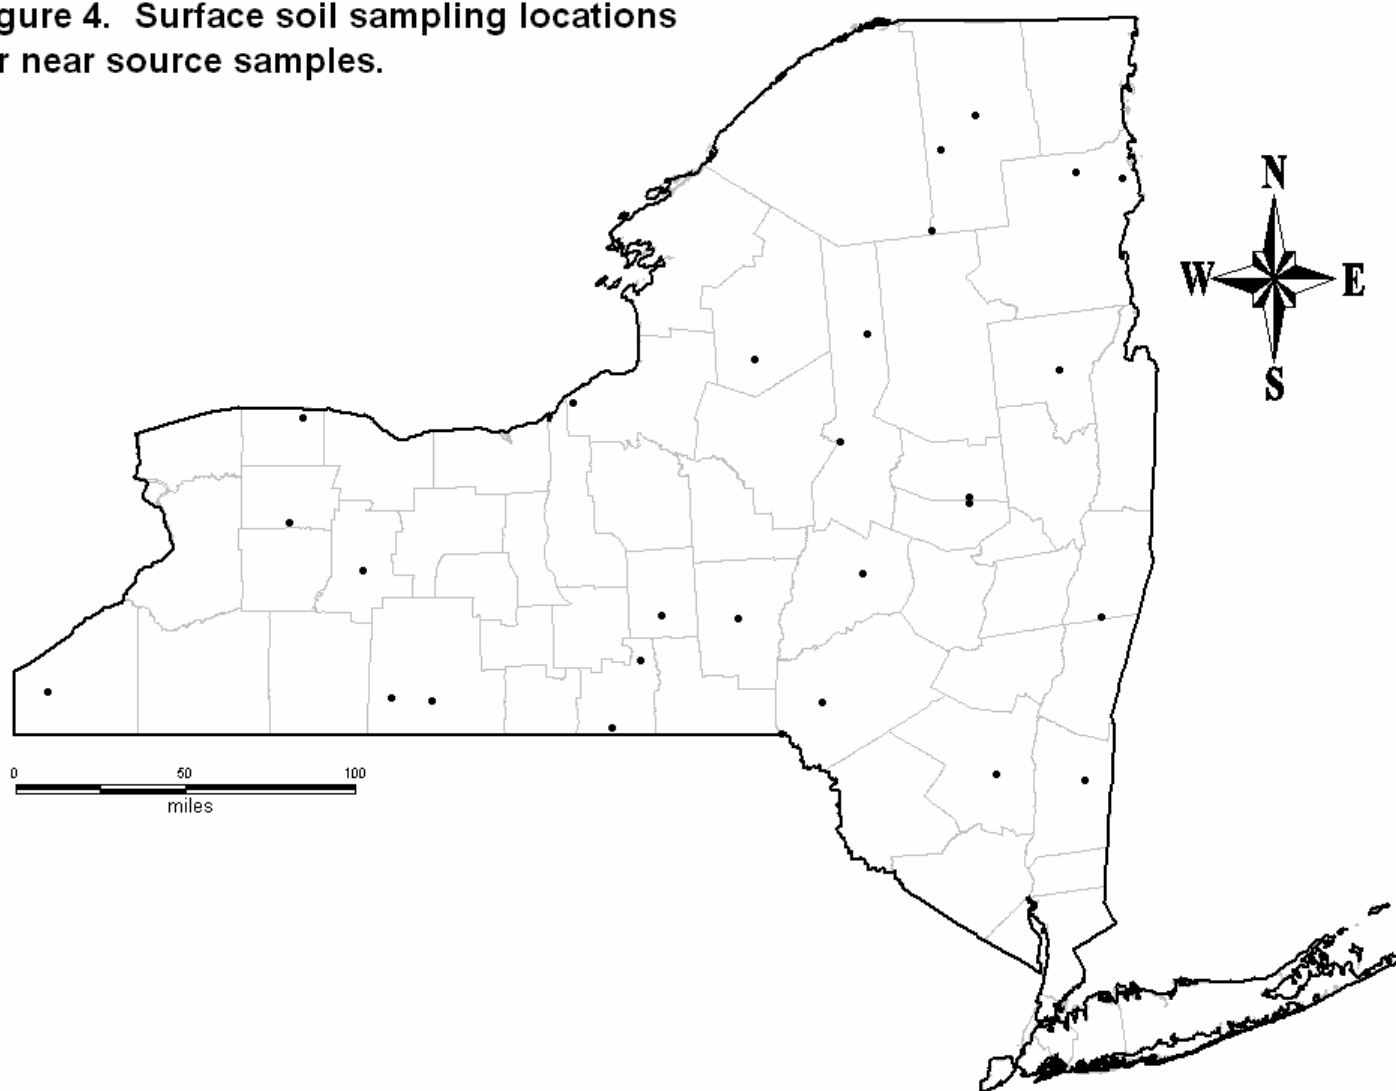 gure 4. Surface soil sampling locations
r near source samples.
N
W E
S
0 50 100
miles